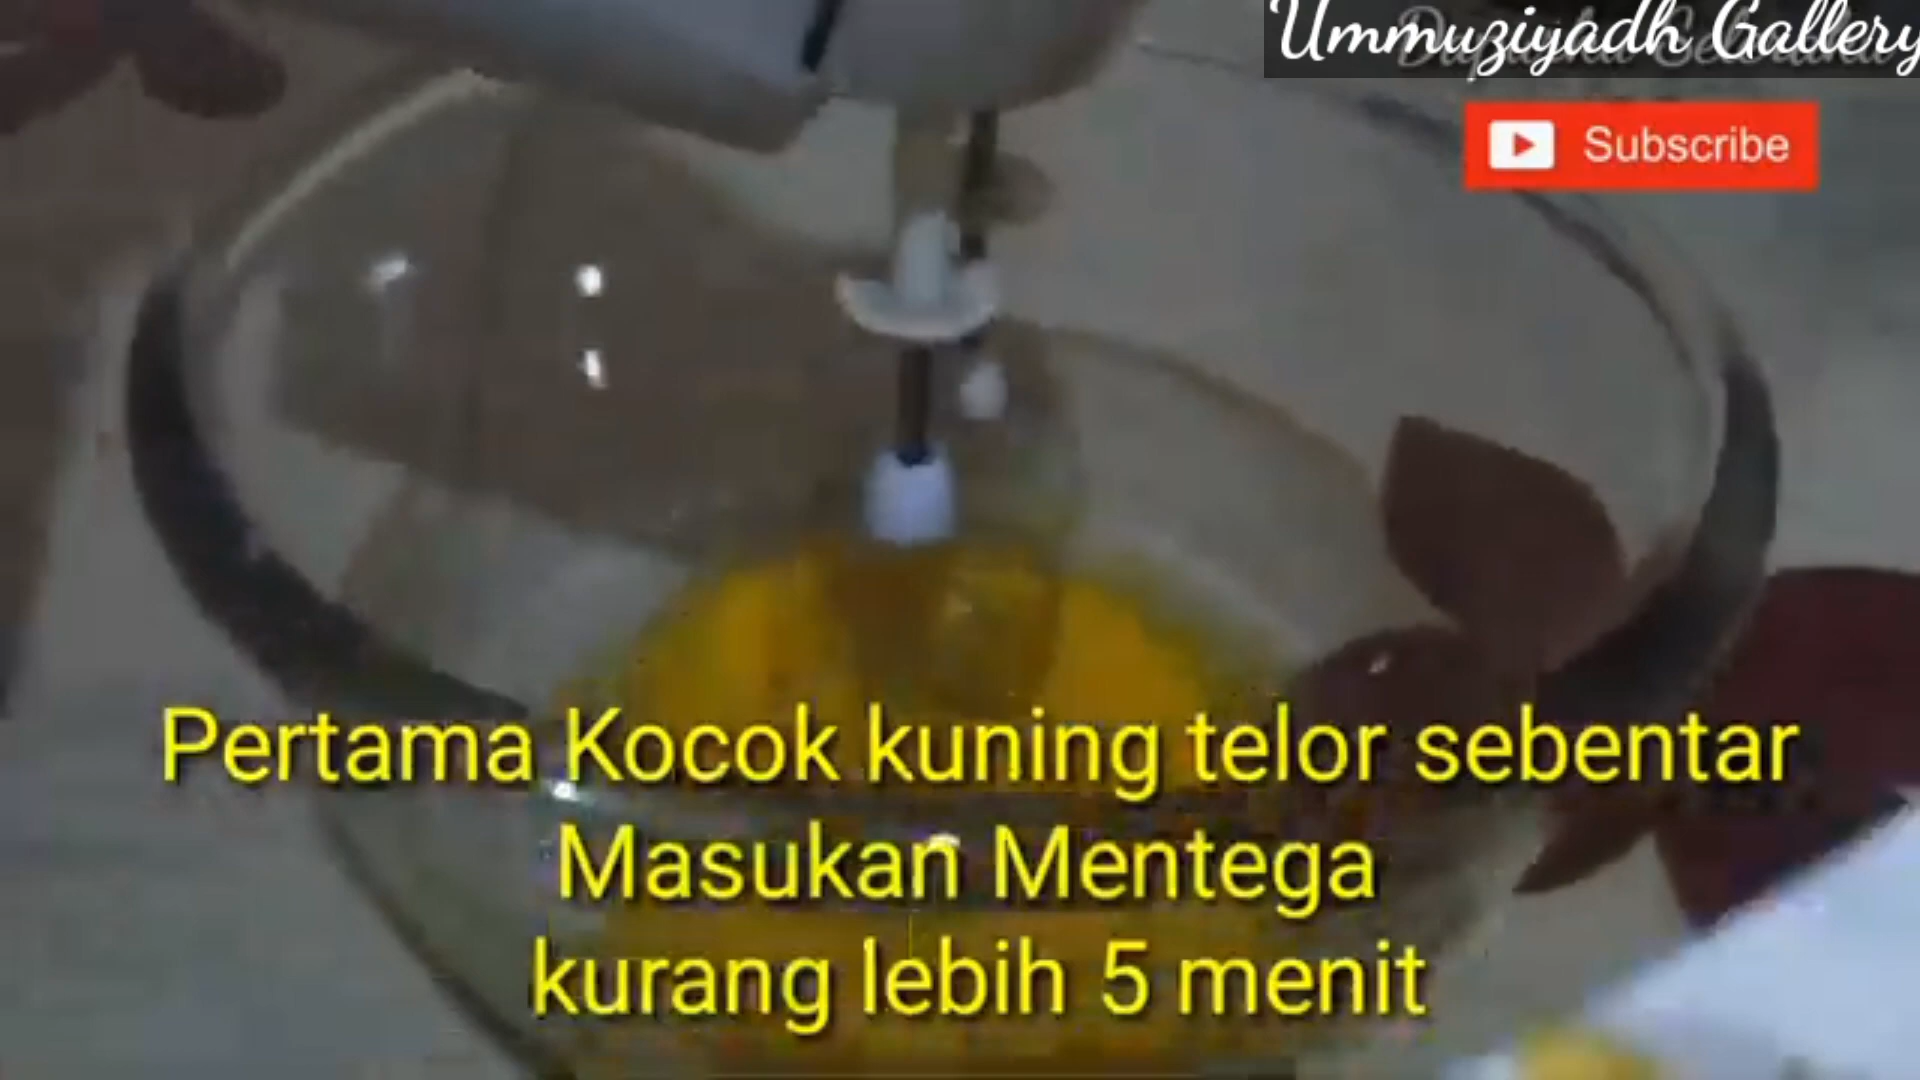 Ummuziyadh Gallery
Subscribe
Pertama Kocok kuning telor sebentar
Masukan Mentega
kurang lebih 5 menit